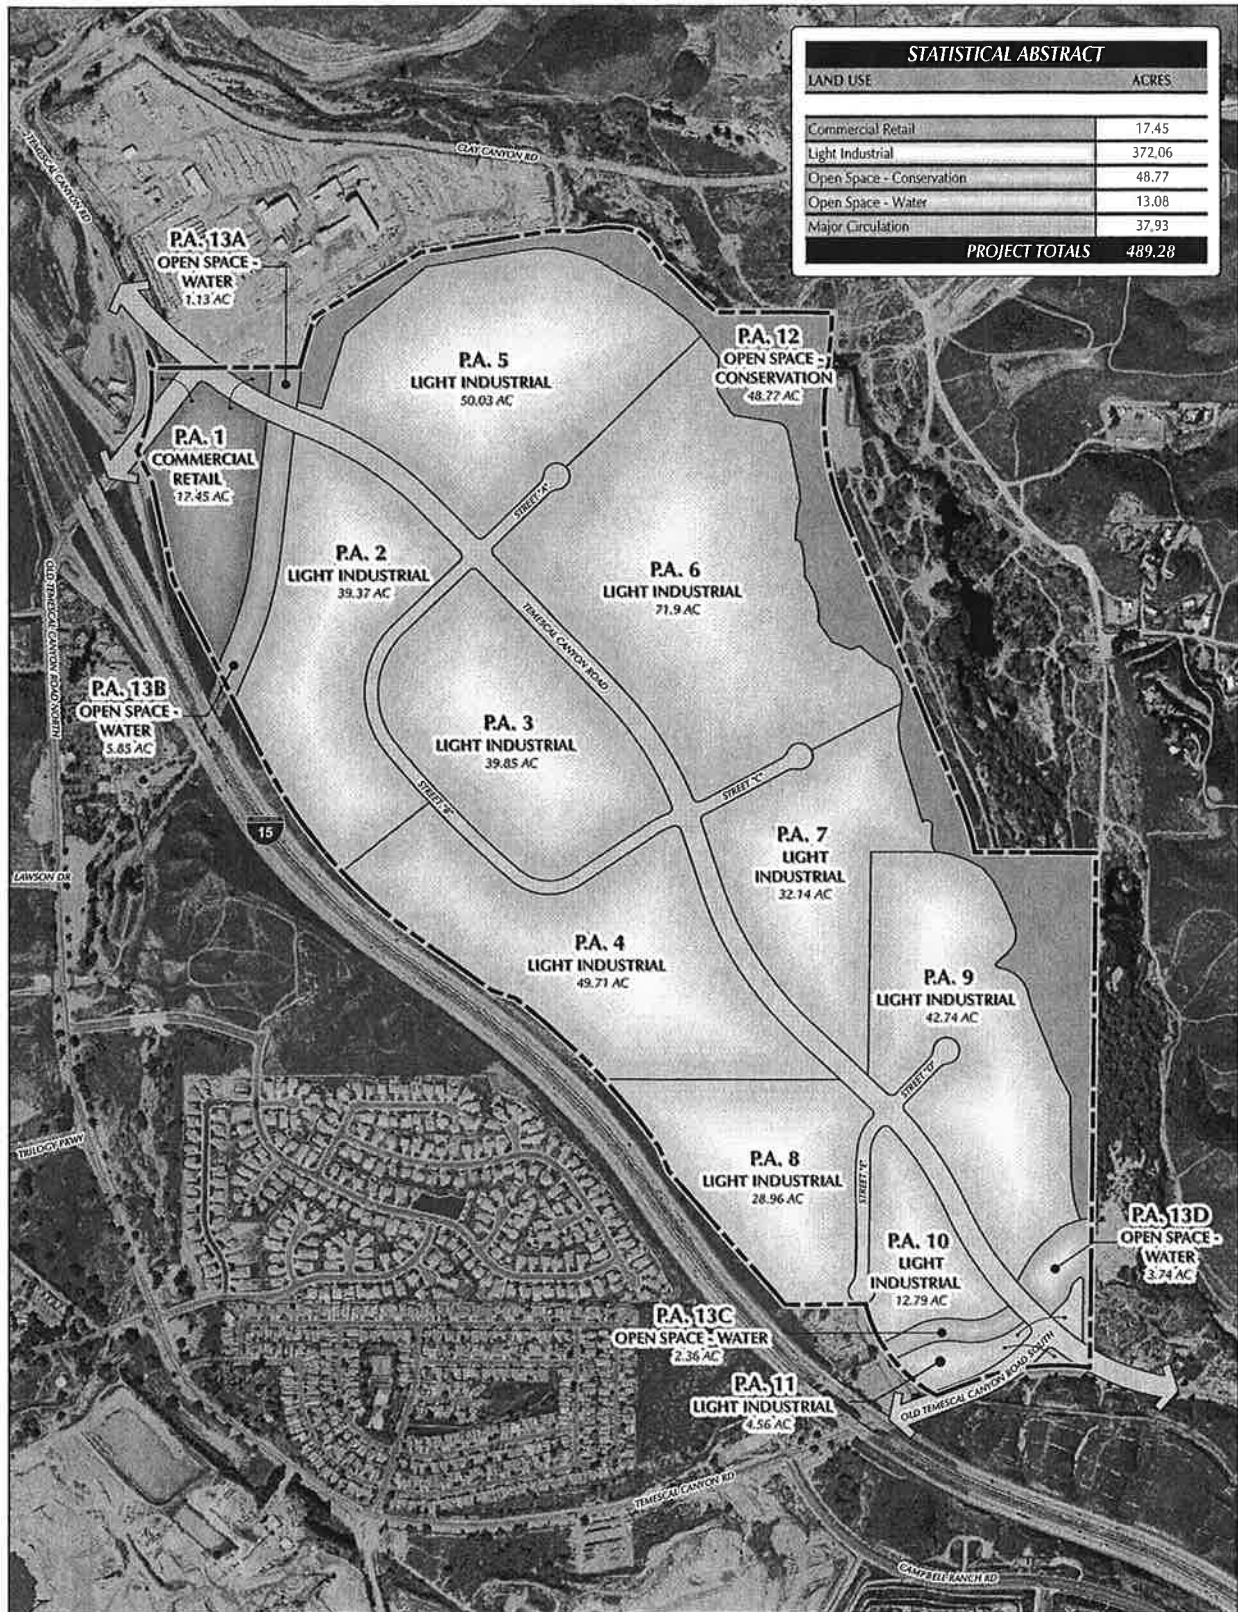 STATISTICAL ABSTRACT
LAND USE ACRES
Commercial Retail 17.45
Light Industrial 372.06
Open Space - Conservation 48.77
Open Space - Water 13.08
Major Circulation 37.93
PROJECT TOTALS 489.28
CLAY CANYON RD
TEMESCAL CANYON RD
P.A. 13A
OPEN SPACE -
WATER
1.13 AC
P.A. 5
LIGHT INDUSTRIAL
50.03 AC
P.A. 12
OPEN SPACE -
CONSERVATION
48.77 AC
P.A. 1
COMMERCIAL
RETAIL
17.45 AC
STREET "A"
P.A. 2
LIGHT INDUSTRIAL
39.37 AC
P.A. 6
LIGHT INDUSTRIAL
71.9 AC
TEMESCAL CANYON ROAD
OLD TEMESCAL CANYON ROAD NORTH
P.A. 13B
OPEN SPACE -
WATER
5.85 AC
P.A. 3
LIGHT INDUSTRIAL
39.85 AC
STREET "B"
STREET "C"
15
P.A. 7
LIGHT
INDUSTRIAL
32.14 AC
LAWSON DR
P.A. 4
LIGHT INDUSTRIAL
49.71 AC
P.A. 9
LIGHT INDUSTRIAL
42.74 AC
STREET "D"
TRILOGY PKWY
P.A. 8
LIGHT INDUSTRIAL
28.96 AC
STREET "E"
P.A. 10
LIGHT
INDUSTRIAL
12.79 AC
P.A. 13D
OPEN SPACE -
WATER
3.74 AC
P.A. 13C
OPEN SPACE - WATER
2.36 AC
OLD TEMESCAL CANYON ROAD SOUTH
P.A. 11
LIGHT INDUSTRIAL
4.56 AC
TEMESCAL CANYON RD
CAMPBELL RANCH RD